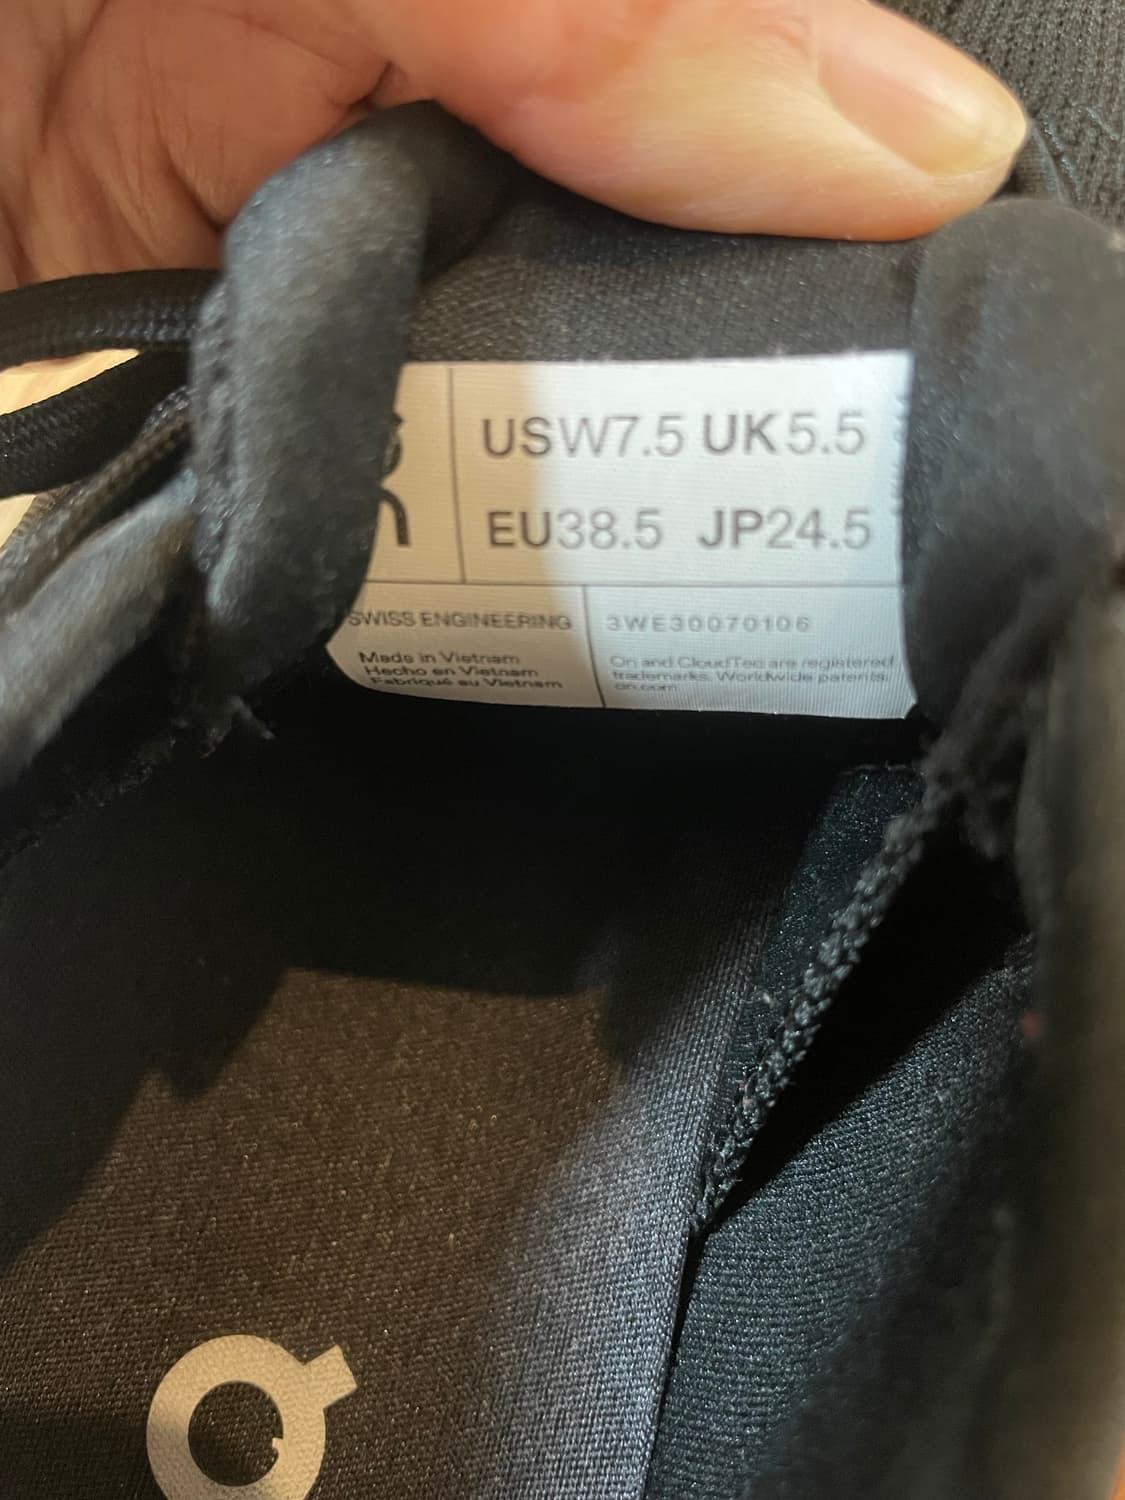 USW7.5 UK5.5
EU38.5 JP24.5
SWISS ENGINEERING
3WE30070106
Made in Vietnam
Hecho en Vietnam
Fabriqué au Vietnam
On and CloudTec are registered
trademarks. Worldwide patents.
on.com